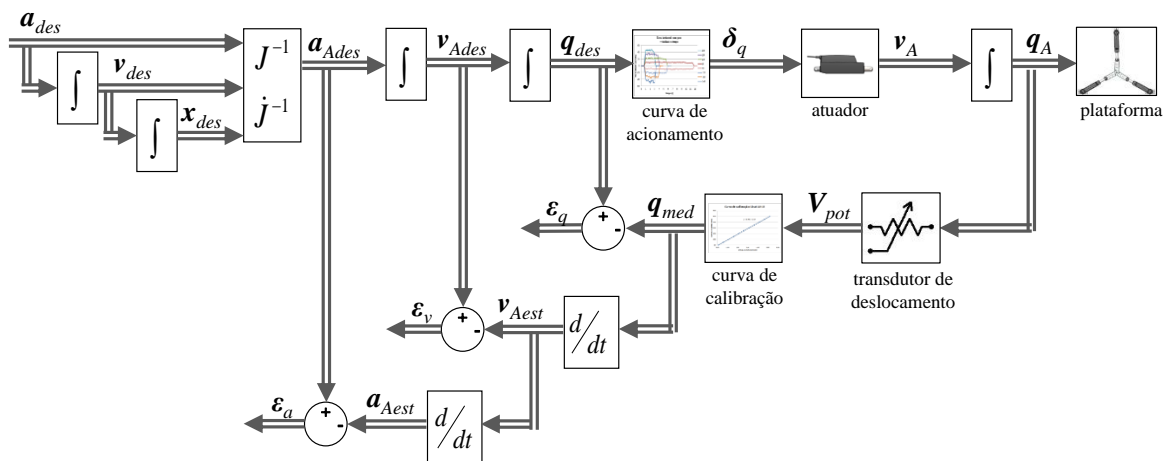 a_des
J⁻¹
a_Ades
∫
v_Ades
∫
q_des
δ_q
v_A
∫
q_A
∫
v_des
J̇⁻¹
∫
x_des
curva de
acionamento
atuador
plataforma
ε_q
+
-
q_med
V_pot
curva de
calibração
transdutor de
deslocamento
ε_v
+
-
v_Aest
d/dt
ε_a
+
-
a_Aest
d/dt